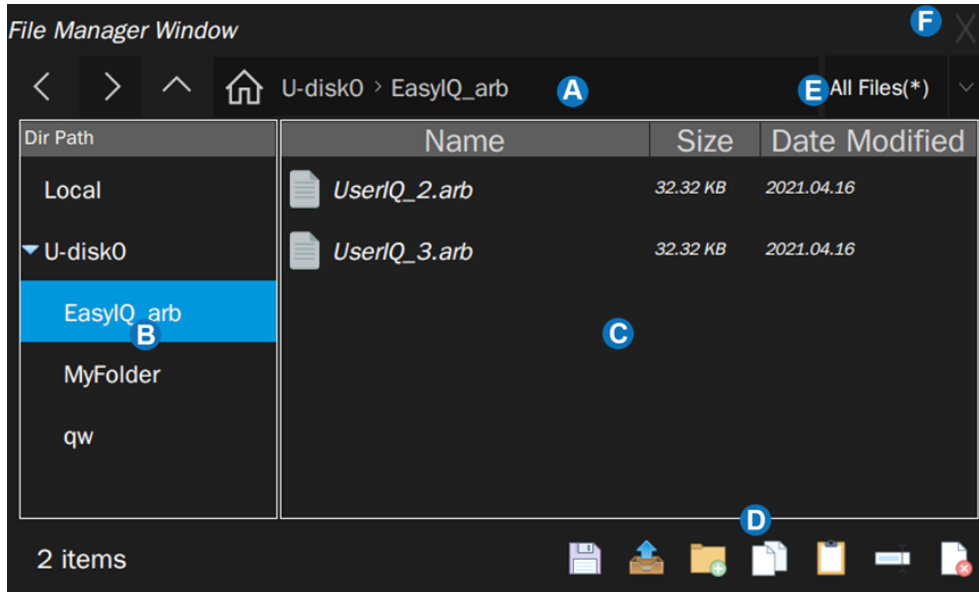 File Manager Window F X
U-disk0 > EasyIQ_arb A E All Files(*)
Dir Path Name Size Date Modified
Local UserIQ_2.arb 32.32 KB 2021.04.16
U-disk0 UserIQ_3.arb 32.32 KB 2021.04.16
EasyIQ_arb
B C
MyFolder
qw
D
2 items